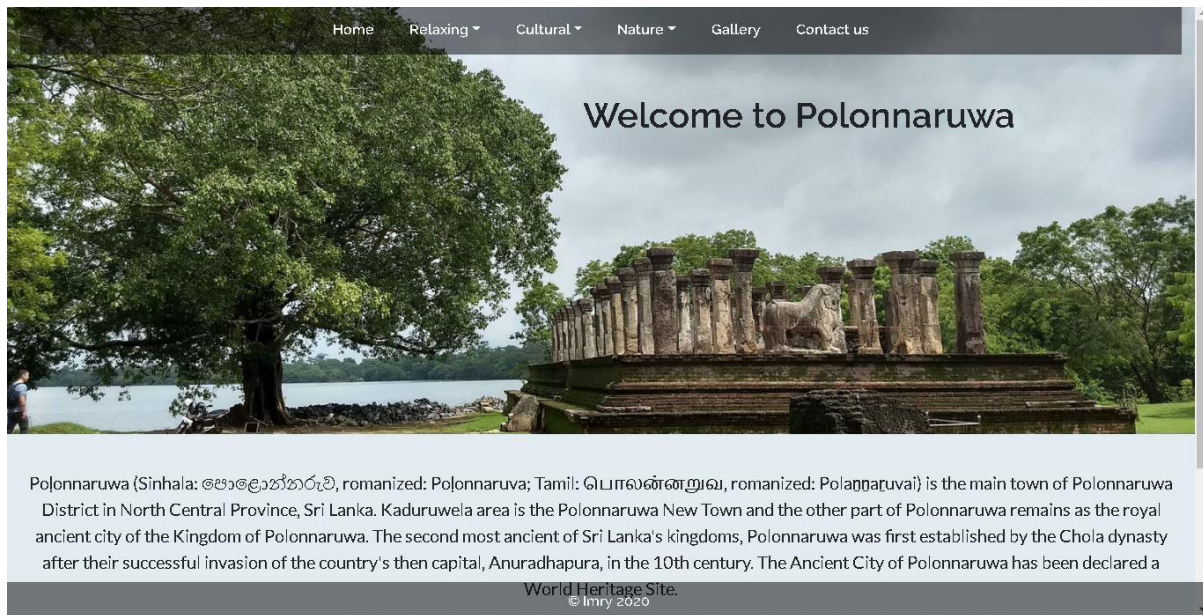 Home Relaxing Cultural Nature Gallery Contact us
Welcome to Polonnaruwa
Poḷonnaruwa (Sinhala: පොළොන්නරුව, romanized: Poḷonnaruva; Tamil: பொலன்னறுவை, romanized: Polaṉṉaṟuvai) is the main town of Polonnaruwa
District in North Central Province, Sri Lanka. Kaduruwela area is the Polonnaruwa New Town and the other part of Polonnaruwa remains as the royal
ancient city of the Kingdom of Polonnaruwa. The second most ancient of Sri Lanka's kingdoms, Polonnaruwa was first established by the Chola dynasty
after their successful invasion of the country's then capital, Anuradhapura, in the 10th century. The Ancient City of Polonnaruwa has been declared a
World Heritage Site.
© Imry 2020